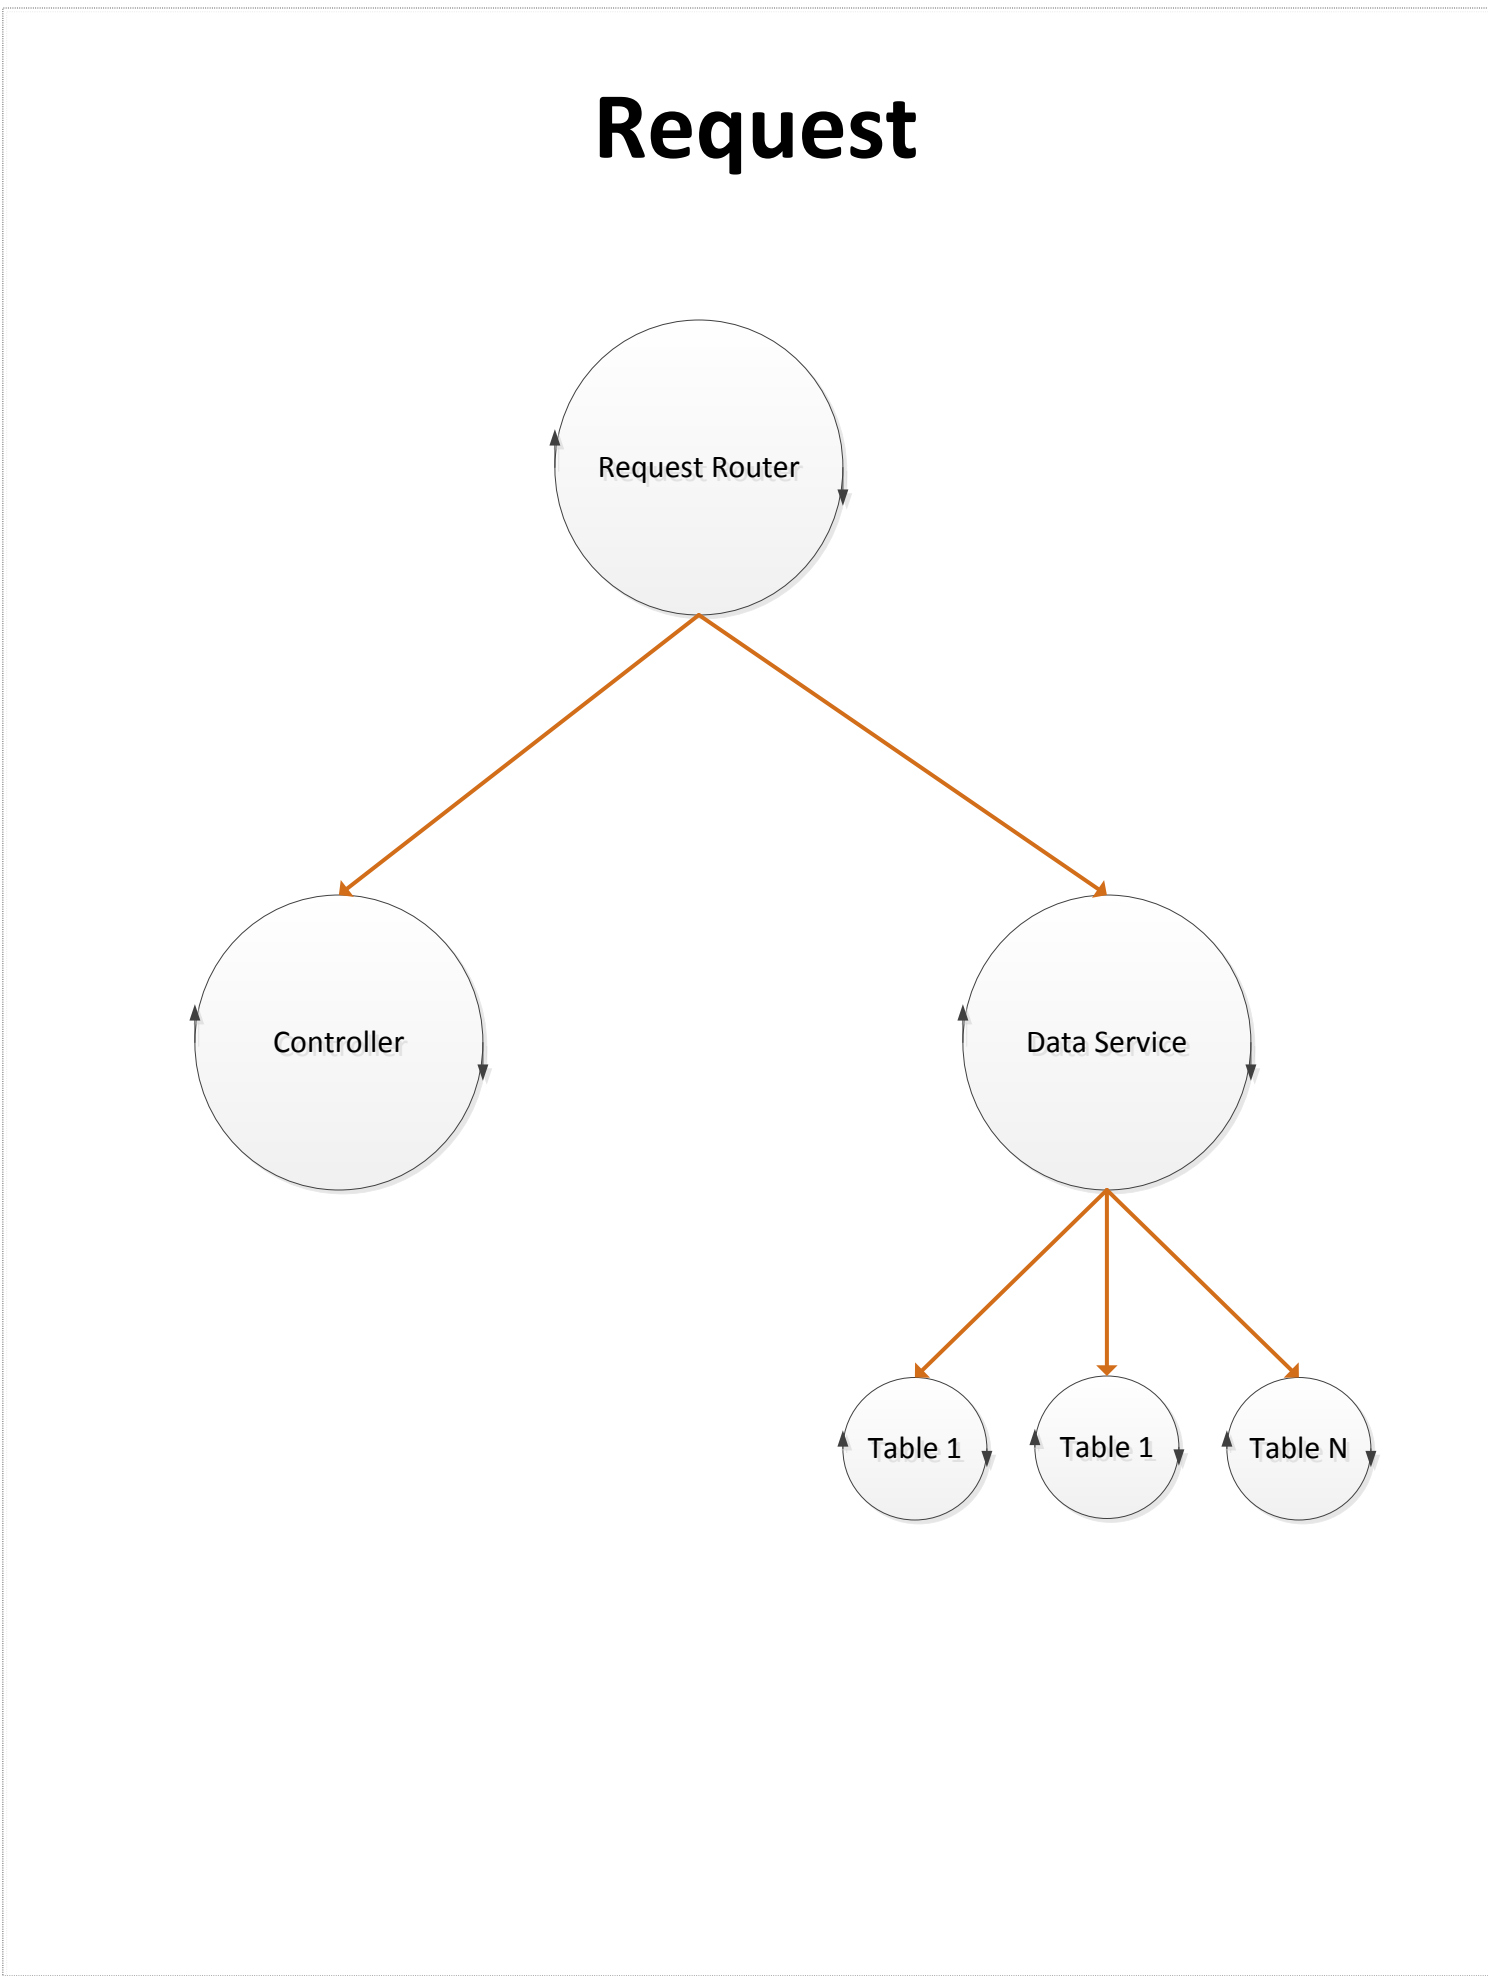 Request
Request Router
Controller
Data Service
Table 1
Table 1
Table N